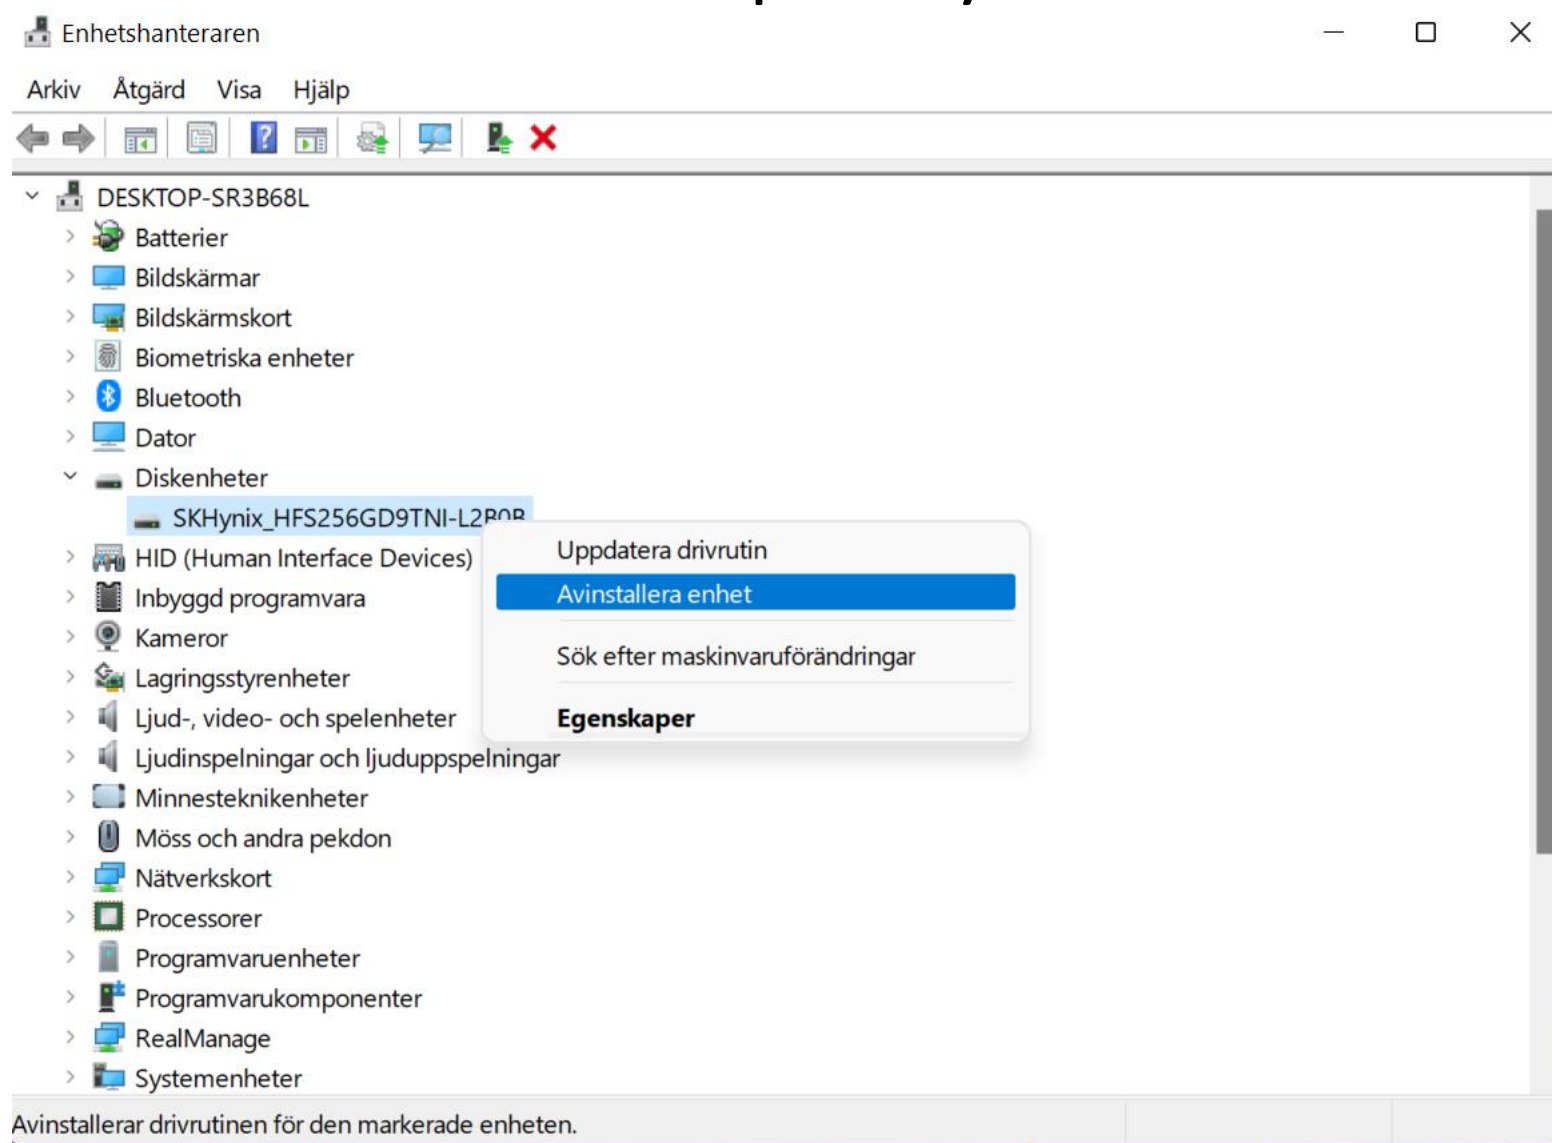 Enhetshanteraren
Arkiv Åtgärd Visa Hjälp
DESKTOP-SR3B68L
Batterier
Bildskärmar
Bildskärmskort
Biometriska enheter
Bluetooth
Dator
Diskenheter
SKHynix_HFS256GD9TNI-L2B0B
HID (Human Interface Devices)
Inbyggd programvara
Kameror
Lagringsstyrenheter
Ljud-, video- och spelenheter
Ljudinspelningar och ljuduppspelningar
Minnesteknikenheter
Möss och andra pekdon
Nätverkskort
Processorer
Programvaruenheter
Programvarukomponenter
RealManage
Systemenheter
Uppdatera drivrutin
Avinstallera enhet
Sök efter maskinvaruförändringar
Egenskaper
Avinstallerar drivrutinen för den markerade enheten.